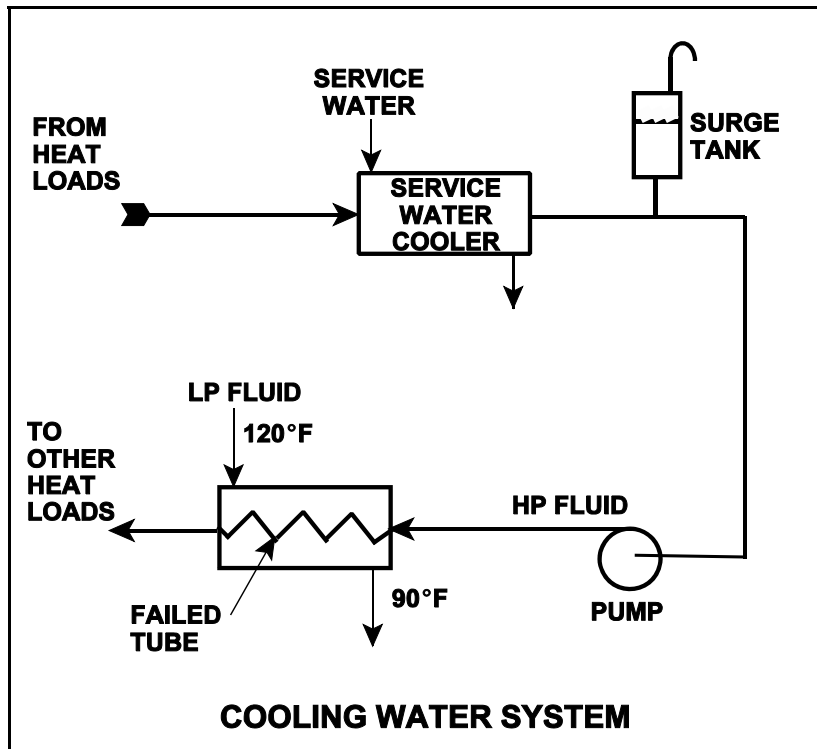 SERVICE
WATER
FROM
HEAT
LOADS
SURGE
TANK
SERVICE
WATER
COOLER
LP FLUID
120°F
TO
OTHER
HEAT
LOADS
HP FLUID
90°F
FAILED
TUBE
PUMP
COOLING WATER SYSTEM